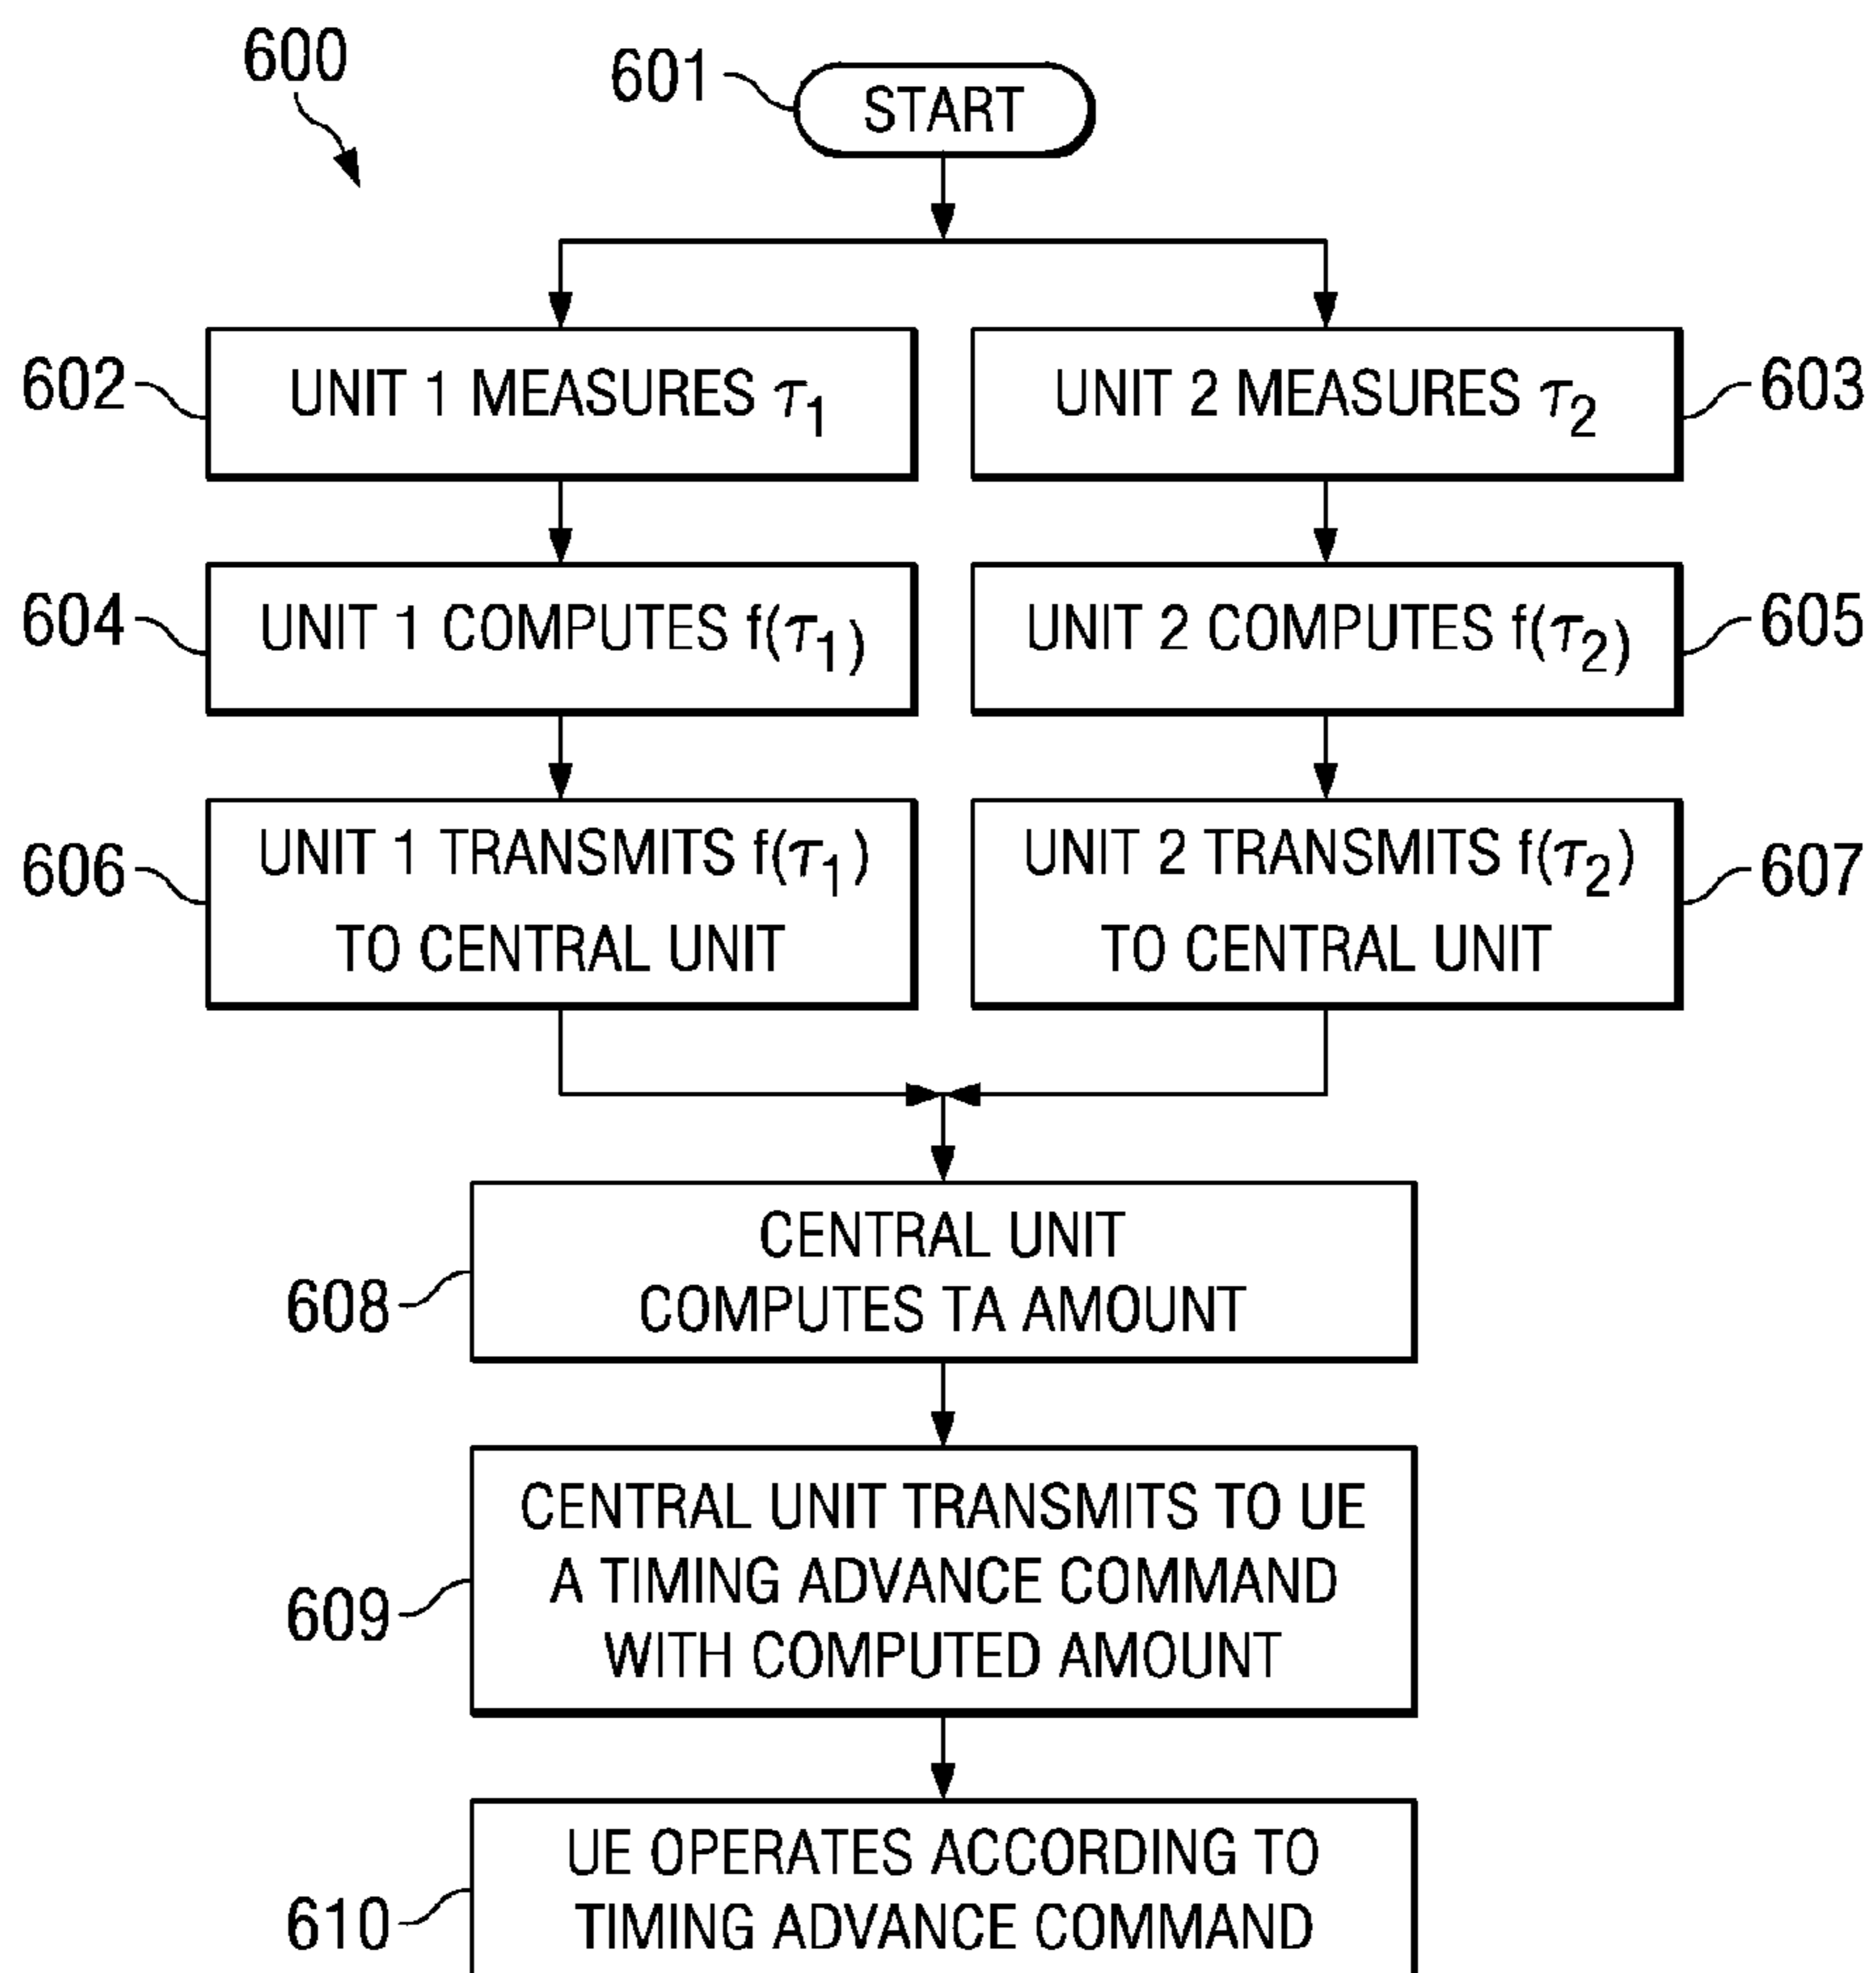 600
601
START
602
UNIT 1 MEASURES τ1
UNIT 2 MEASURES τ2
603
604
UNIT 1 COMPUTES f(τ1)
UNIT 2 COMPUTES f(τ2)
605
606
UNIT 1 TRANSMITS f(τ1)
TO CENTRAL UNIT
UNIT 2 TRANSMITS f(τ2)
TO CENTRAL UNIT
607
608
CENTRAL UNIT
COMPUTES TA AMOUNT
609
CENTRAL UNIT TRANSMITS TO UE
A TIMING ADVANCE COMMAND
WITH COMPUTED AMOUNT
610
UE OPERATES ACCORDING TO
TIMING ADVANCE COMMAND